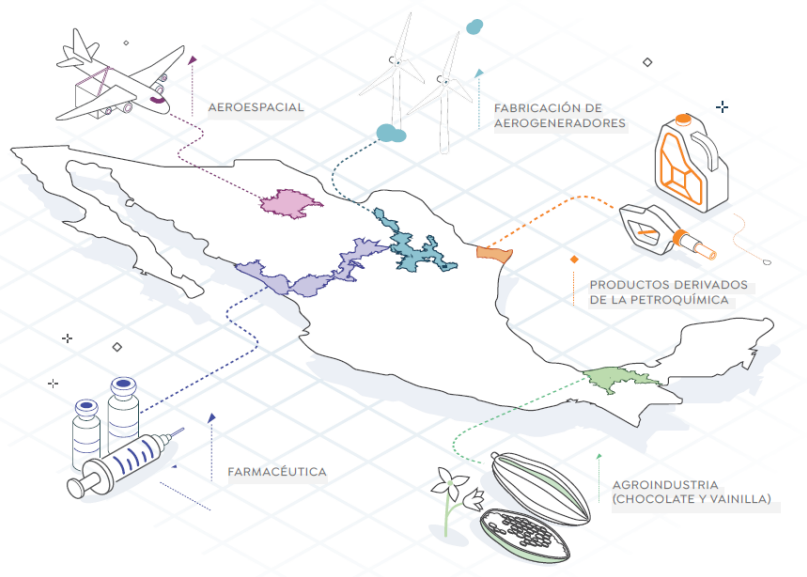 AEROESPACIAL
FABRICACIÓN DE
AEROGENERADORES
PRODUCTOS DERIVADOS
DE LA PETROQUÍMICA
FARMACÉUTICA
AGROINDUSTRIA
(CHOCOLATE Y VAINILLA)